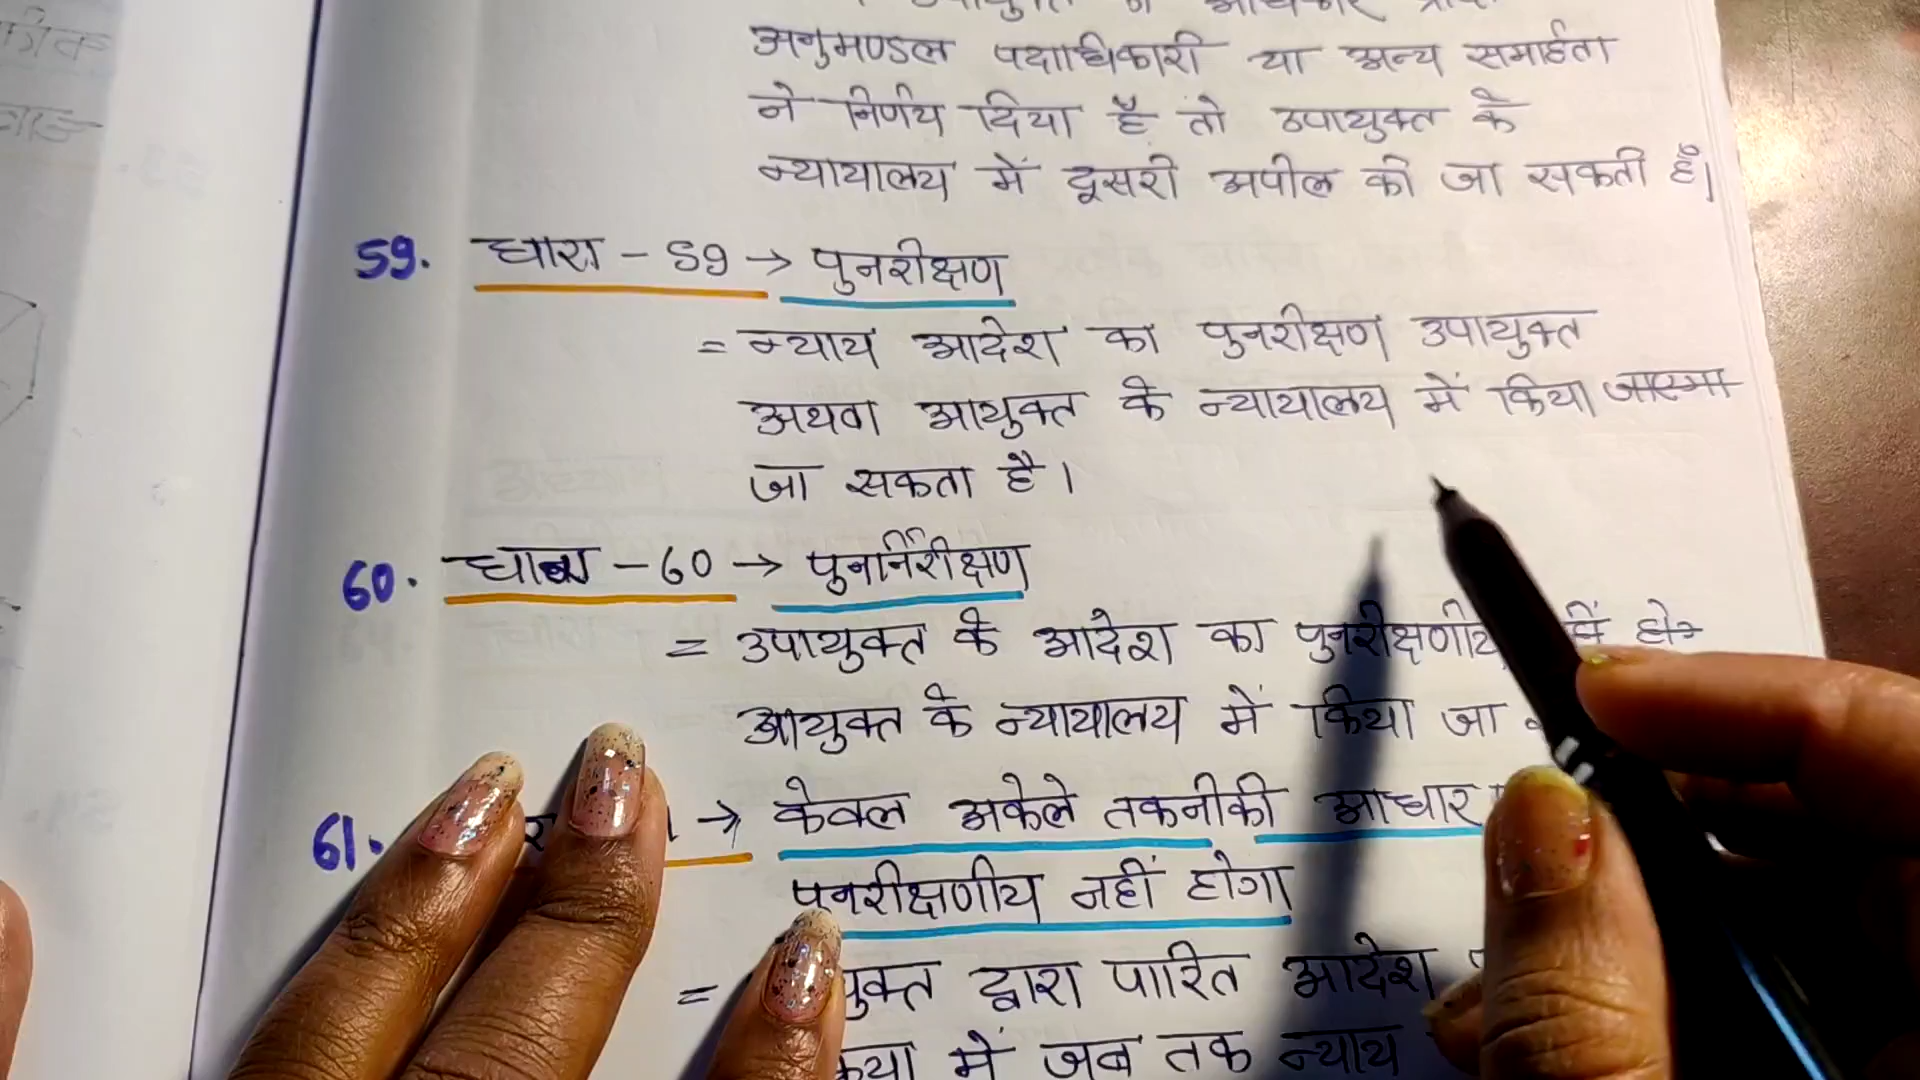 अनुमण्डल पदाधिकारी या अन्य समाहर्ता
ने निर्णय दिया है तो उपायुक्त के
न्यायालय में दूसरी अपील की जा सकती है।
59. धारा - 59 → पुनरीक्षण
= न्याय आदेश का पुनरीक्षण उपायुक्त
अथवा आयुक्त के न्यायालय में किया
जा सकता है।
60. धारा - 60 → पुनर्निरीक्षण
= उपायुक्त के आदेश का पुनरीक्षणीय
आयुक्त के न्यायालय में किया जा
61. → केवल अकेले तकनीकी आधार
पुनरीक्षणीय नहीं होगा
= द्वारा पारित आदेश
में जब तक न्याय